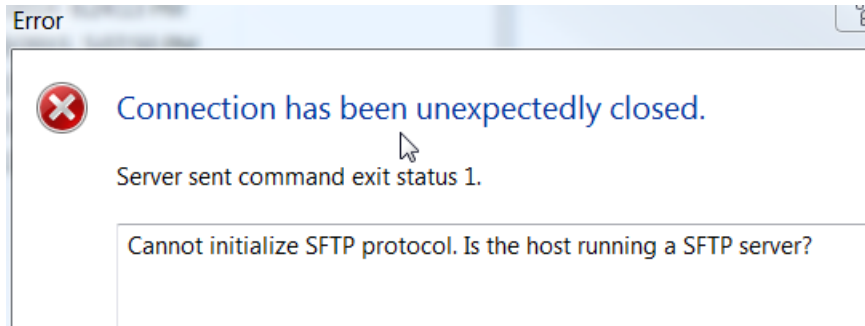 Error
Connection has been unexpectedly closed.
Server sent command exit status 1.
Cannot initialize SFTP protocol. Is the host running a SFTP server?